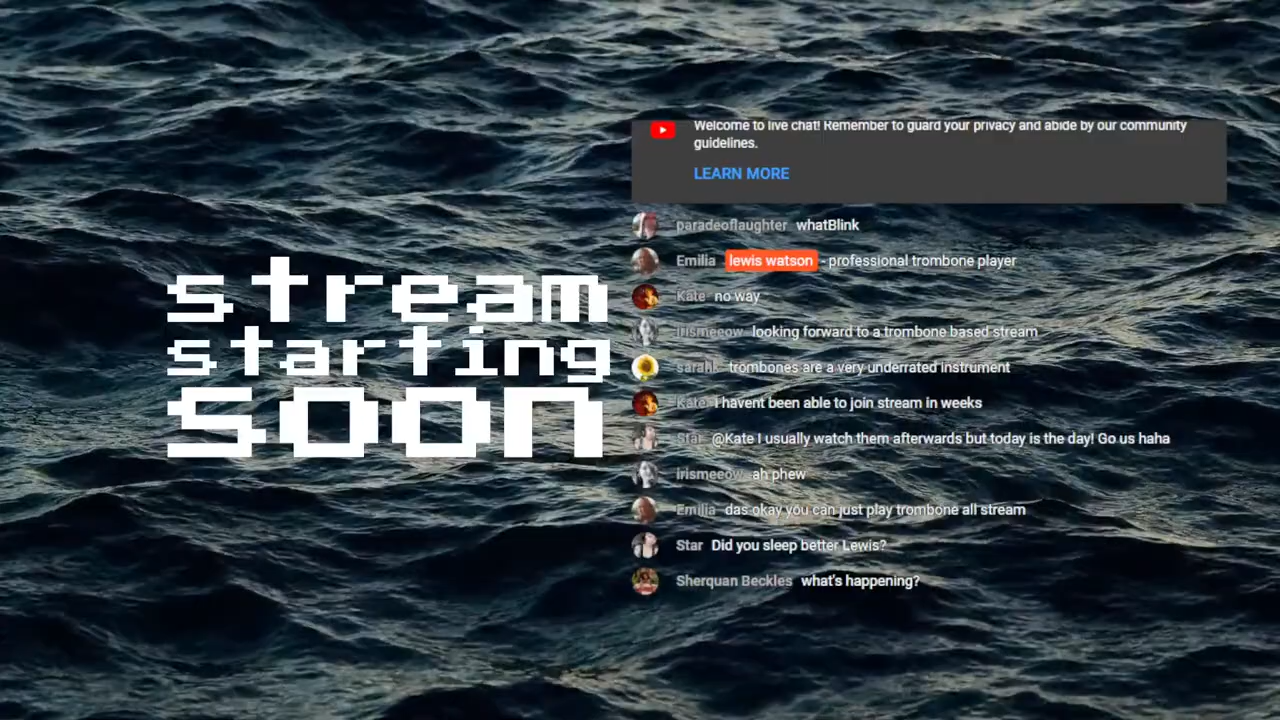 stream
starting
soon
Welcome to live chat! Remember to guard your privacy and abide by our community
guidelines.
LEARN MORE
paradeoflaughter whatBlink
Emilia lewis watson - professional trombone player
Kate no way
irismeeow looking forward to a trombone based stream
sarahk trombones are a very underrated instrument
Kate I havent been able to join stream in weeks
Star @Kate I usually watch them afterwards but today is the day! Go us haha
irismeeow ah phew
Emilia das okay you can just play trombone all stream
Star Did you sleep better Lewis?
Sherquan Beckles what's happening?